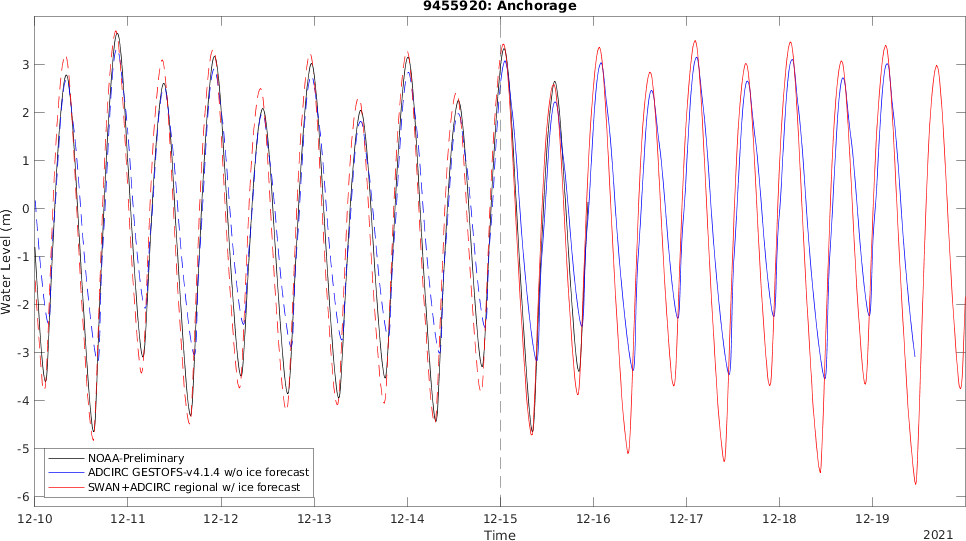 9455920: Anchorage
Water Level (m)
3
2
1
0
-1
-2
-3
-4
-5
-6
NOAA-Preliminary
ADCIRC GESTOFS-v4.1.4 w/o ice forecast
SWAN+ADCIRC regional w/ ice forecast
12-10 12-11 12-12 12-13 12-14 12-15 12-16 12-17 12-18 12-19
Time
2021